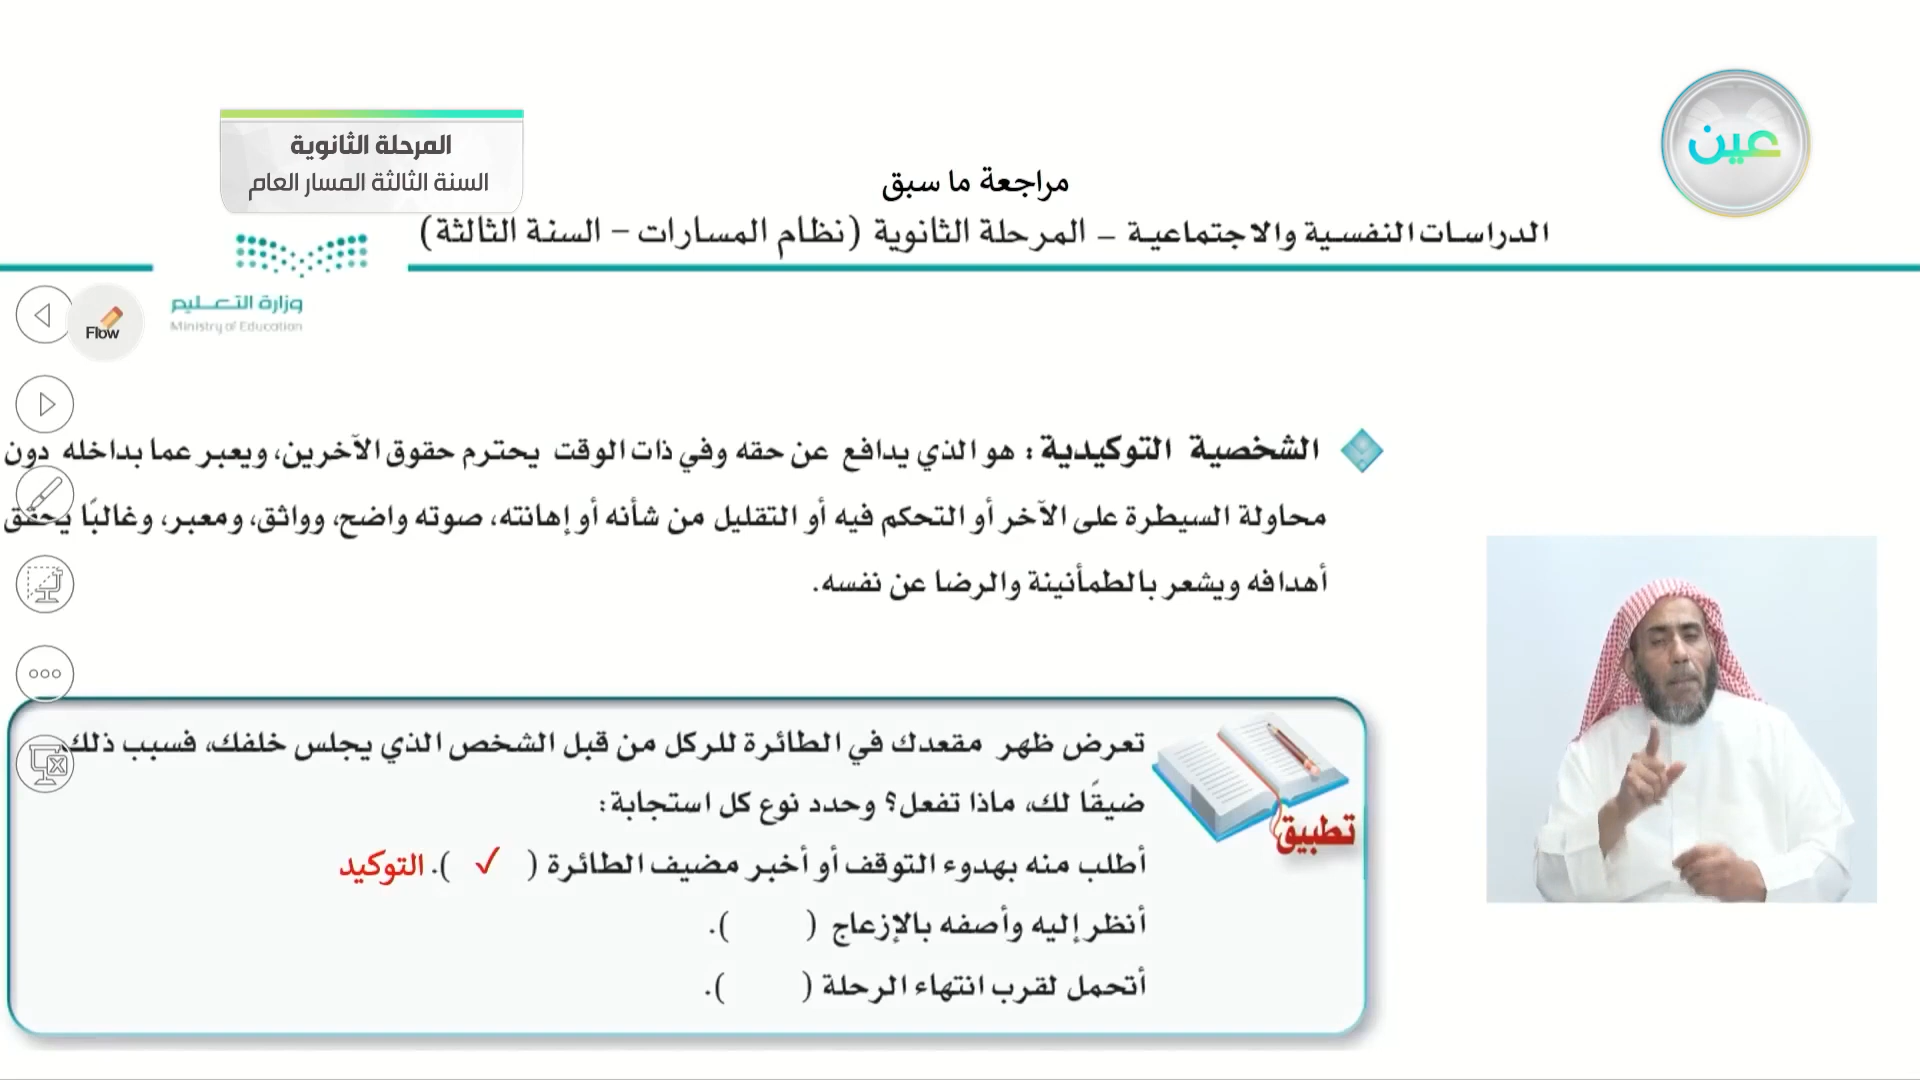 عين
المرحلة الثانوية
السنة الثالثة المسار العام
مراجعة ما سبق
الدراسات النفسية والاجتماعية – المرحلة الثانوية (نظام المسارات – السنة الثالثة)
وزارة التعليم
Ministry of Education
Flow
الشخصية التوكيدية : هو الذي يدافع عن حقه وفي ذات الوقت يحترم حقوق الآخرين، ويعبر عما بداخله دون
محاولة السيطرة على الآخر أو التحكم فيه أو التقليل من شأنه أو إهانته، صوته واضح، وواثق، ومعبر، وغالبًا يحقق
أهدافه ويشعر بالطمأنينة والرضا عن نفسه.
تطبيق
تعرض ظهر مقعدك في الطائرة للركل من قبل الشخص الذي يجلس خلفك، فسبب ذلك
ضيقًا لك، ماذا تفعل؟ وحدد نوع كل استجابة:
أطلب منه بهدوء التوقف أو أخبر مضيف الطائرة ( ✓ ). التوكيد
أنظر إليه وأصفه بالإزعاج ( ).
أتحمل لقرب انتهاء الرحلة ( ).